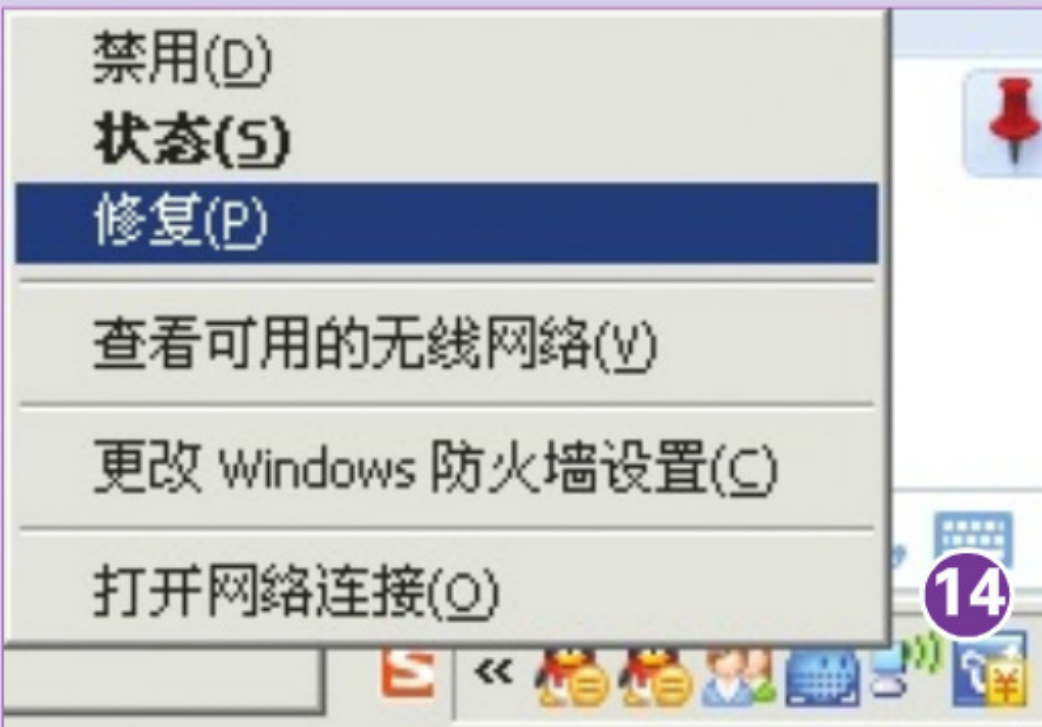 禁用(D)
状态(S)
修复(P)
查看可用的无线网络(V)
更改 Windows 防火墙设置(C)
打开网络连接(O)
14
S «
¥